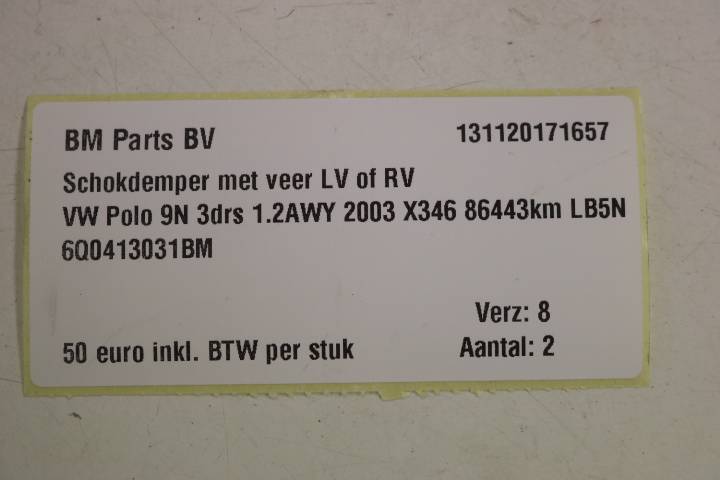 BM Parts BV 131120171657
Schokdemper met veer LV of RV
VW Polo 9N 3drs 1.2AWY 2003 X346 86443km LB5N
6Q0413031BM
Verz: 8
50 euro inkl. BTW per stuk Aantal: 2